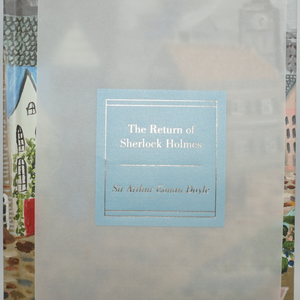 The Return of
Sherlock Holmes
Sir Arthur Conan Doyle